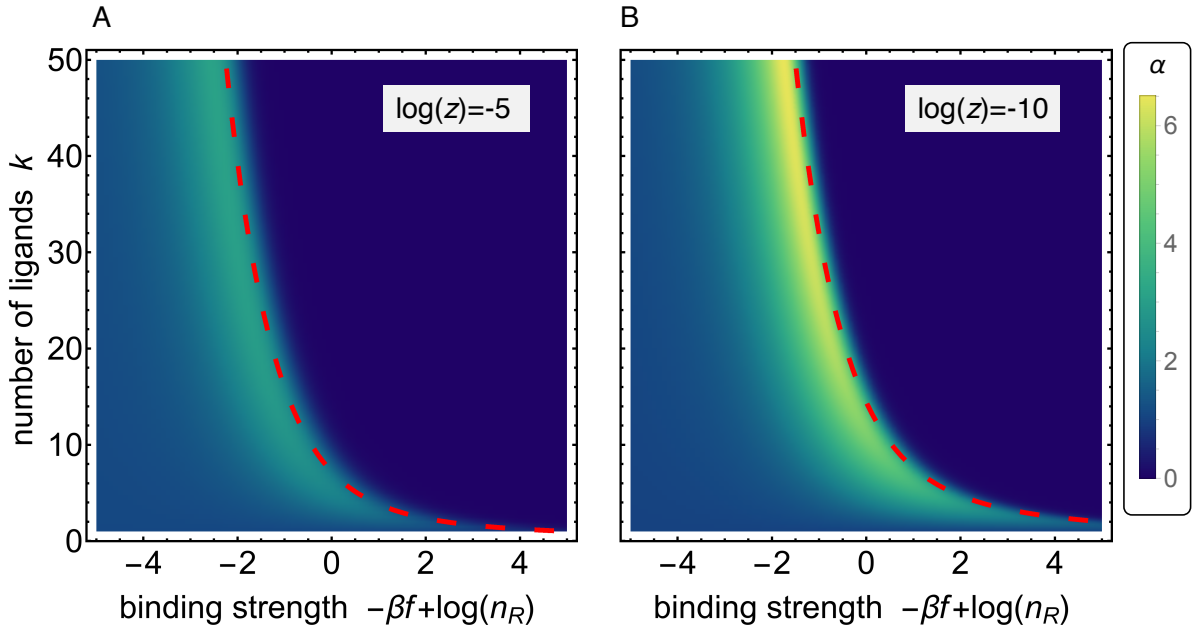 A
B
50
40
30
20
10
0
number of ligands k
log(z)=-5
−4
−2
0
2
4
binding strength -βf+log(n_R)
log(z)=-10
−4
−2
0
2
4
binding strength -βf+log(n_R)
α
6
4
2
0